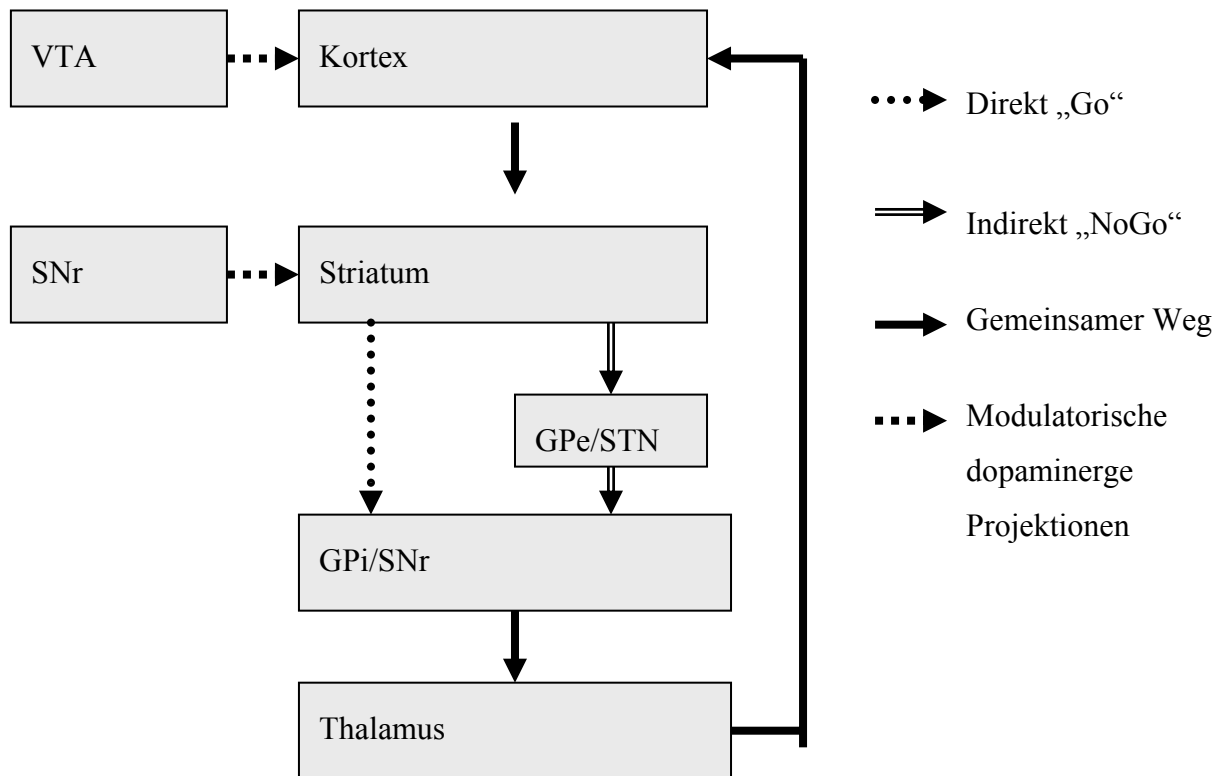 VTA
Kortex
SNr
Striatum
GPe/STN
GPi/SNr
Thalamus
Direkt „Go“
Indirekt „NoGo“
Gemeinsamer Weg
Modulatorische
dopaminerge
Projektionen